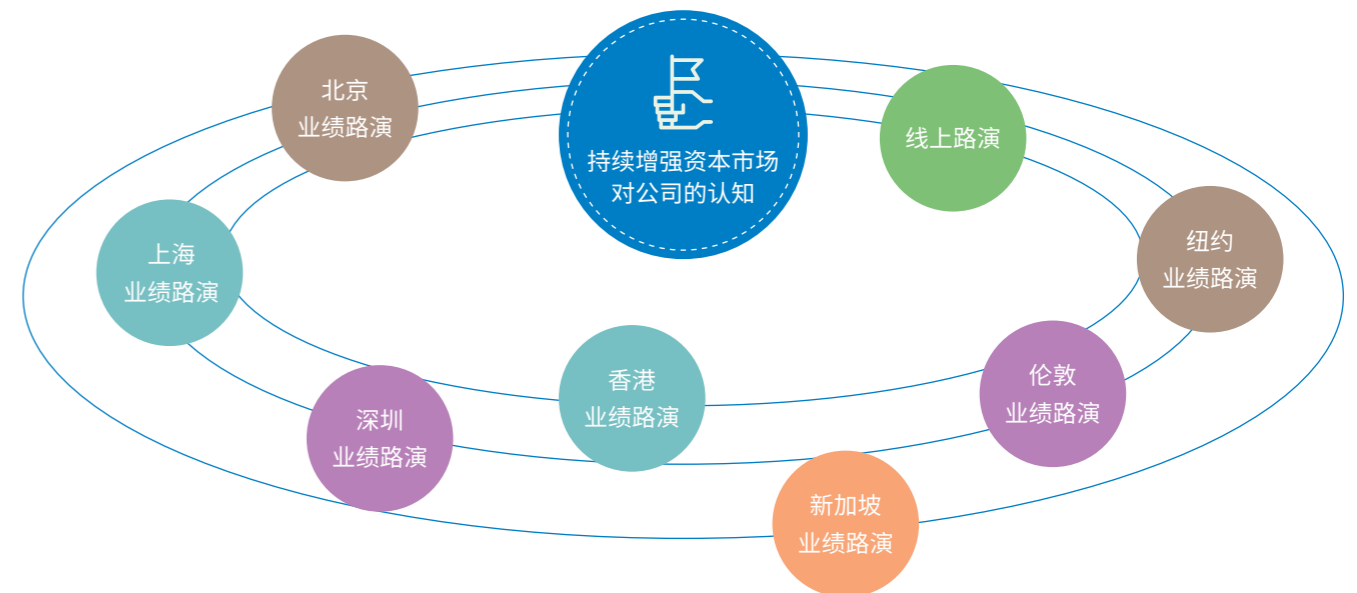 持续增强资本市场
对公司的认知
北京
业绩路演
线上路演
上海
业绩路演
纽约
业绩路演
香港
业绩路演
伦敦
业绩路演
深圳
业绩路演
新加坡
业绩路演